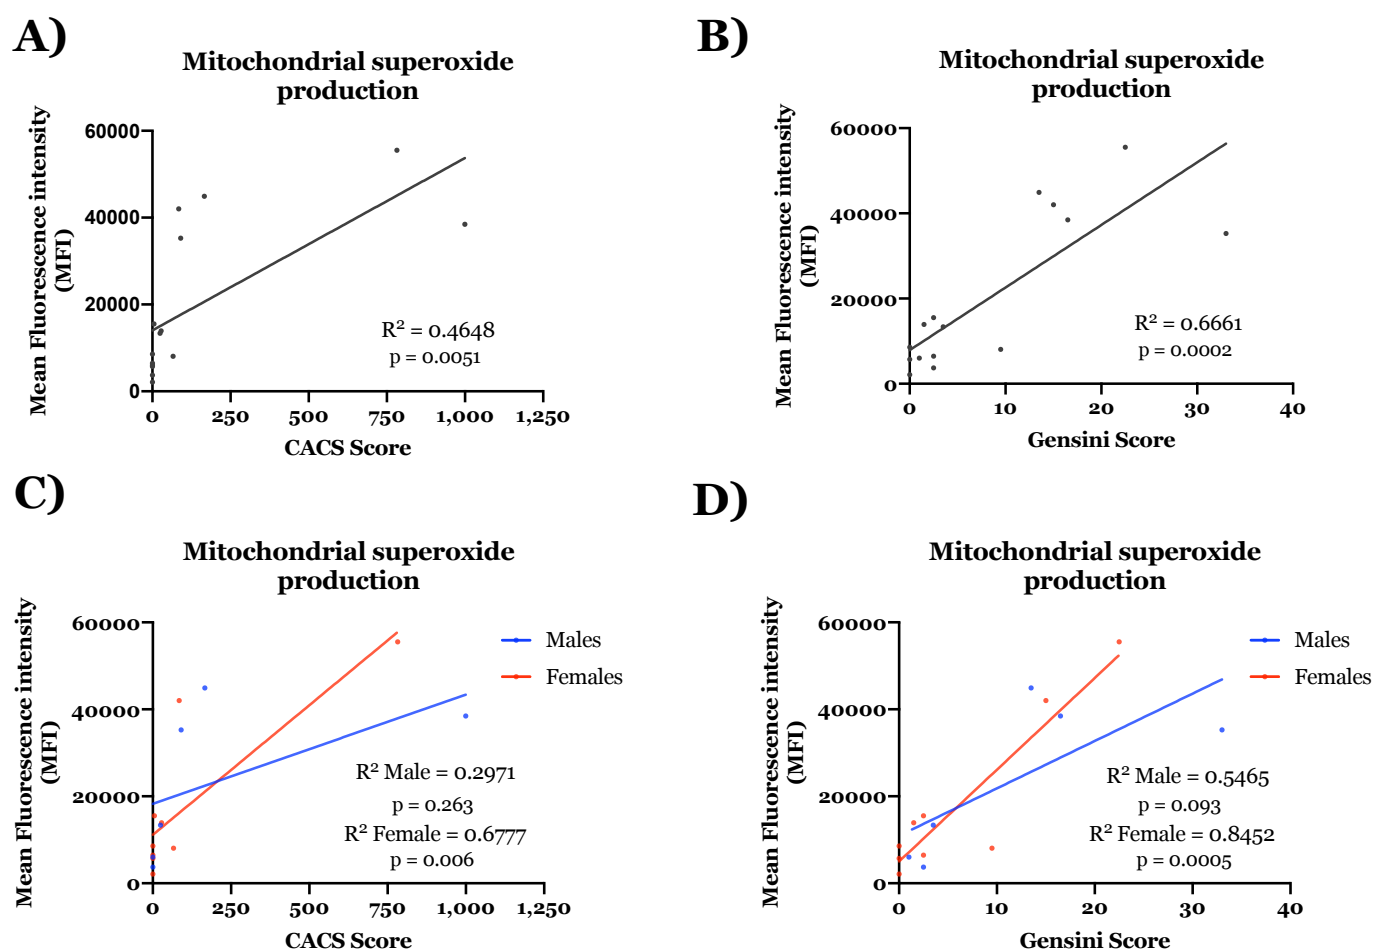 A)
Mitochondrial superoxide
production
Mean Fluorescence intensity
(MFI)
60000
40000
20000
0
0 250 500 750 1,000 1,250
CACS Score
R² = 0.4648
p = 0.0051
B)
Mitochondrial superoxide
production
Mean Fluorescence intensity
(MFI)
60000
40000
20000
0
0 10 20 30 40
Gensini Score
R² = 0.6661
p = 0.0002
C)
Mitochondrial superoxide
production
Mean Fluorescence intensity
(MFI)
60000
40000
20000
0
0 250 500 750 1,000 1,250
CACS Score
Males
Females
R² Male = 0.2971
p = 0.263
R² Female = 0.6777
p = 0.006
D)
Mitochondrial superoxide
production
Mean Fluorescence intensity
(MFI)
60000
40000
20000
0
0 10 20 30 40
Gensini Score
Males
Females
R² Male = 0.5465
p = 0.093
R² Female = 0.8452
p = 0.0005